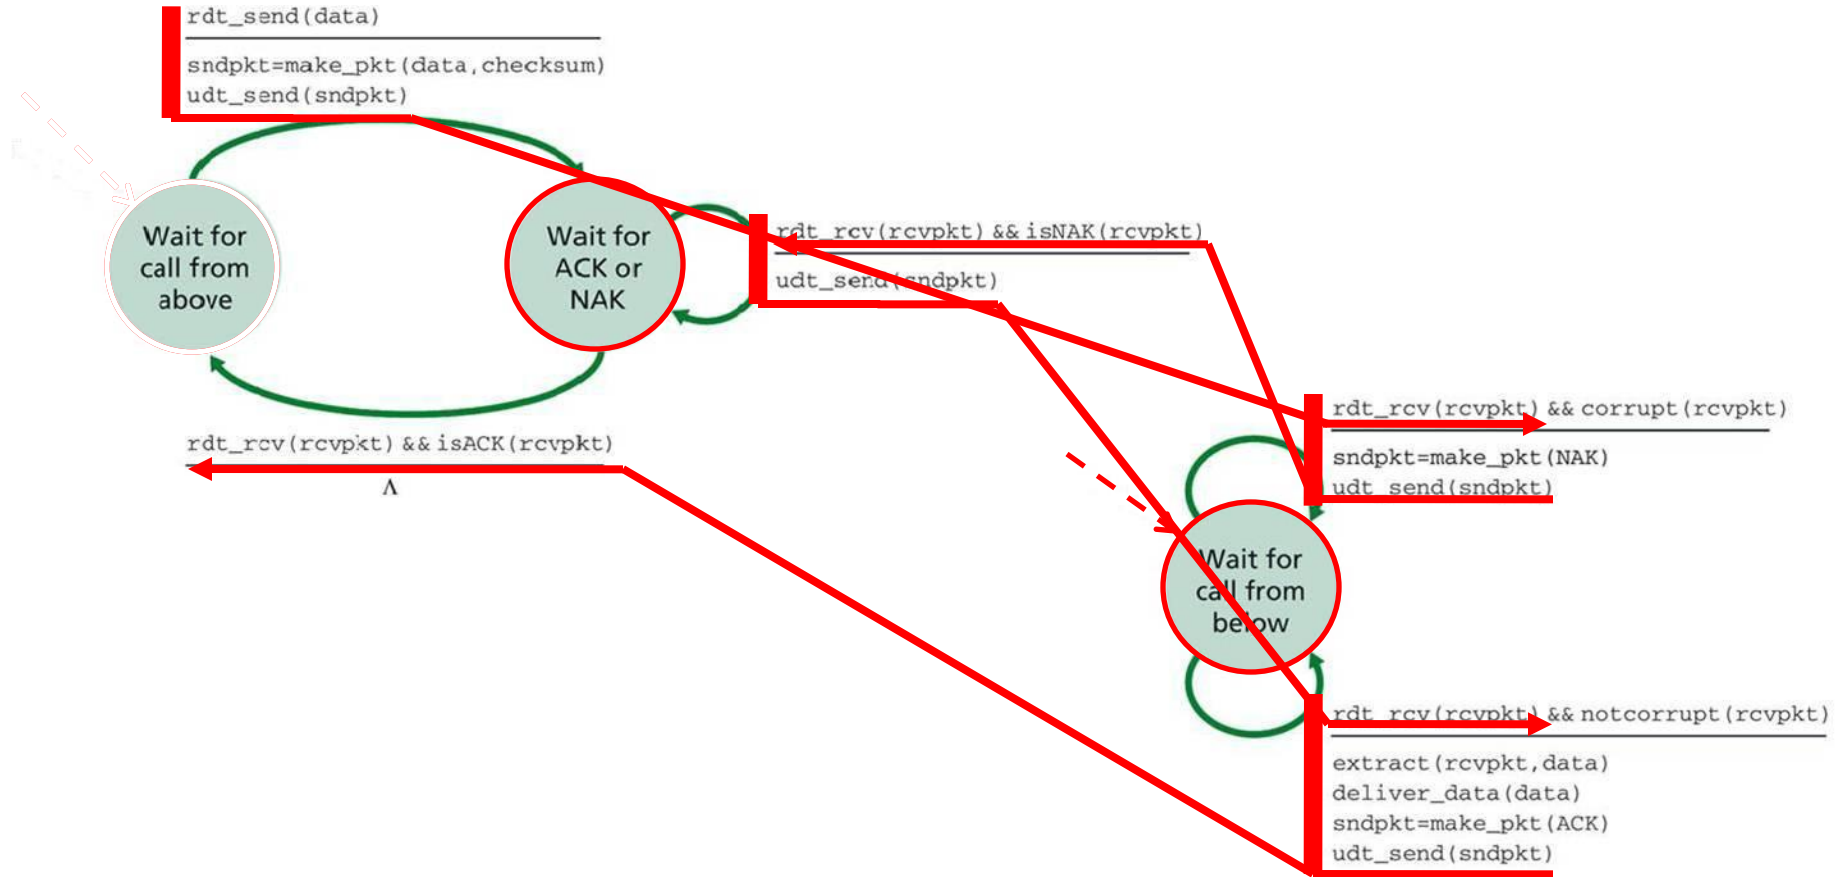 rdt_send(data)
sndpkt=make_pkt(data,checksum)
udt_send(sndpkt)
Wait for
call from
above
Wait for
ACK or
NAK
rdt_rcv(rcvpkt) && isNAK(rcvpkt)
udt_send(sndpkt)
rdt_rcv(rcvpkt) && isACK(rcvpkt)
Λ
rdt_rcv(rcvpkt) && corrupt(rcvpkt)
sndpkt=make_pkt(NAK)
udt_send(sndpkt)
Wait for
call from
below
rdt_rcv(rcvpkt) && notcorrupt(rcvpkt)
extract(rcvpkt,data)
deliver_data(data)
sndpkt=make_pkt(ACK)
udt_send(sndpkt)